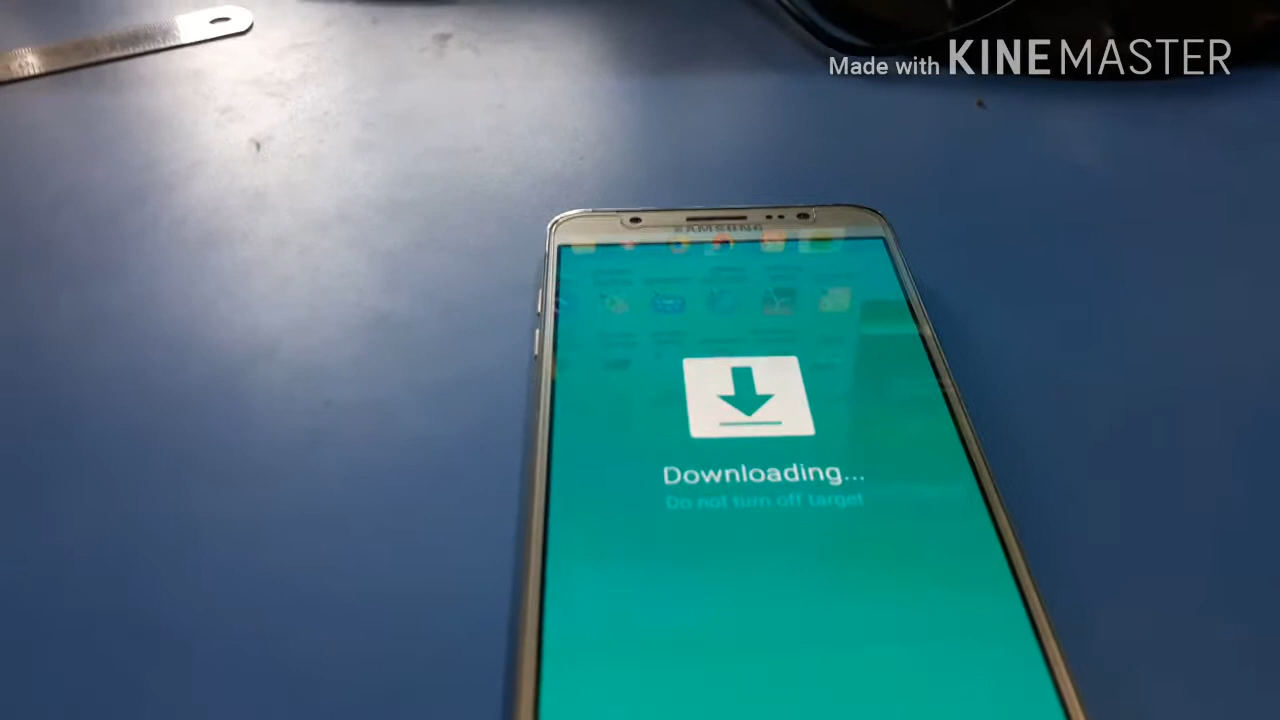 Made with KINEMASTER
SAMSUNG
Downloading...
Do not turn off target